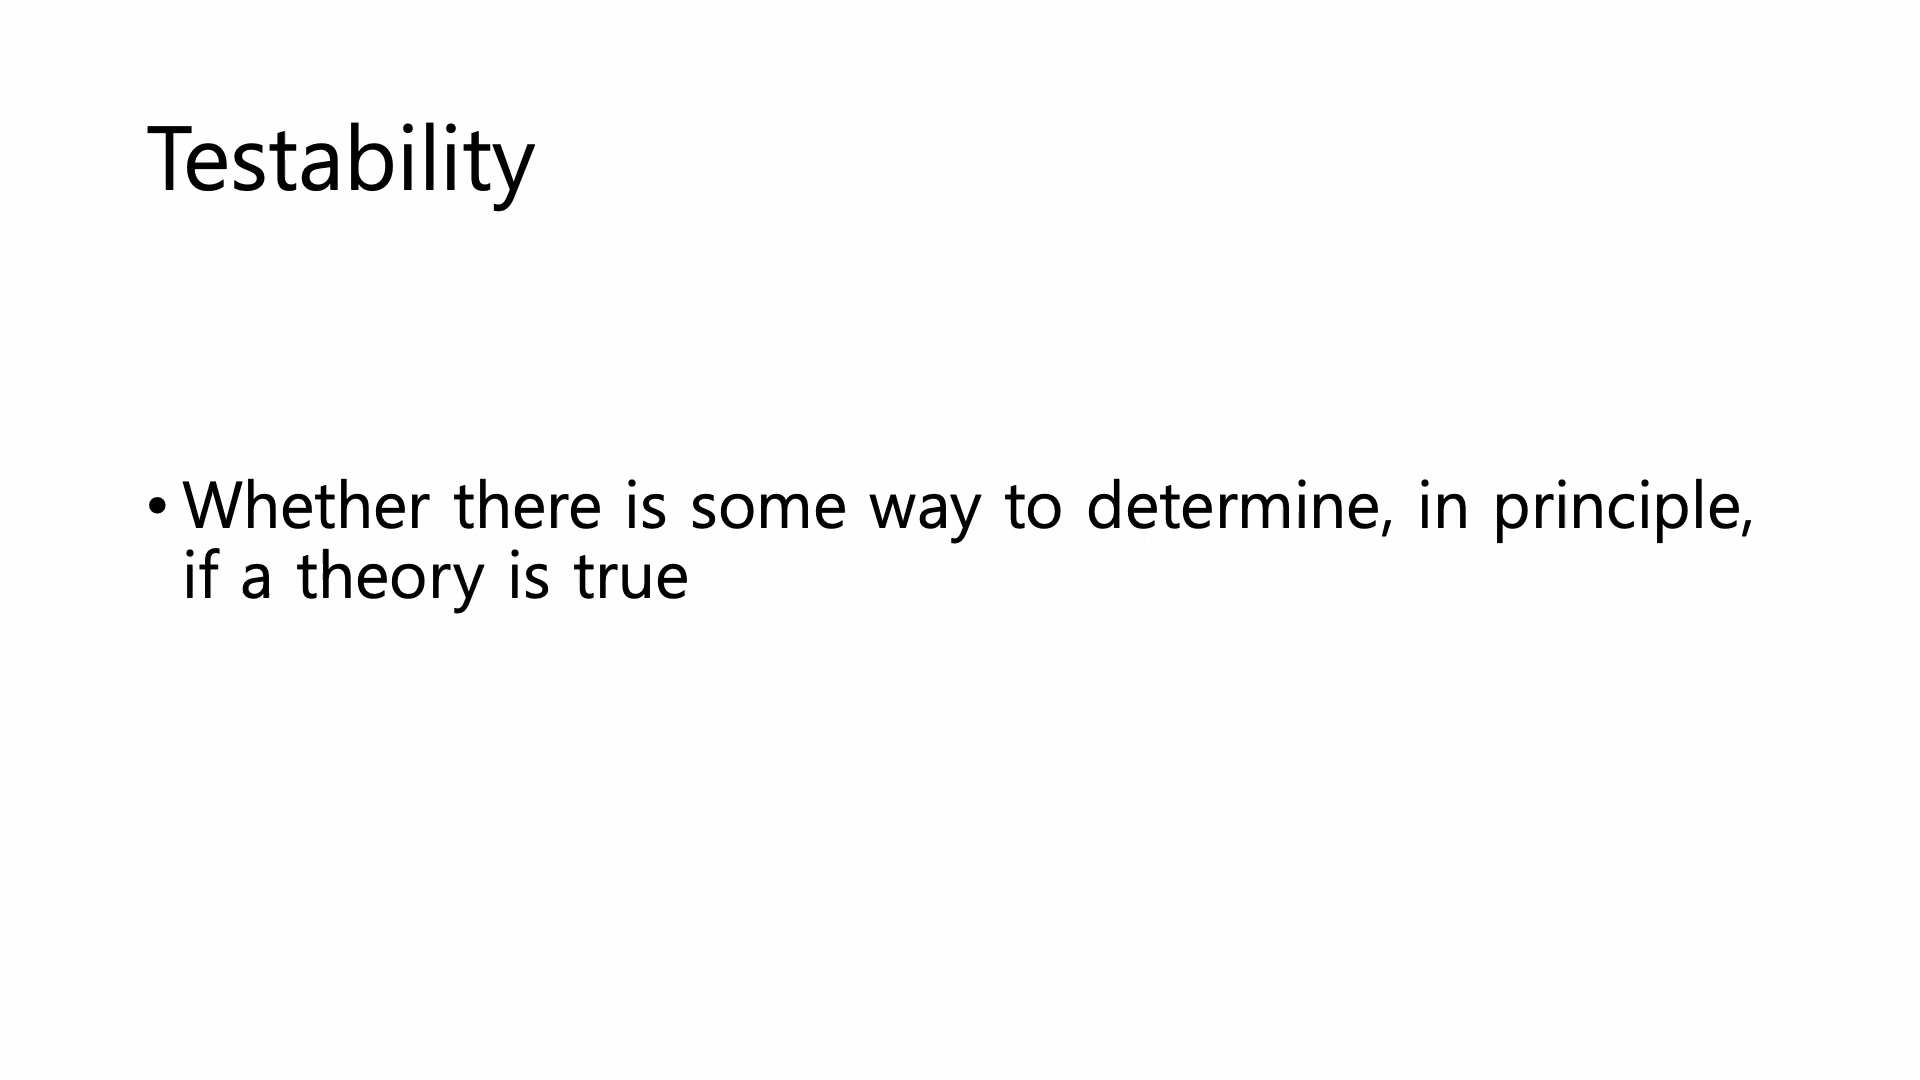 Testability
• Whether there is some way to determine, in principle,
if a theory is true